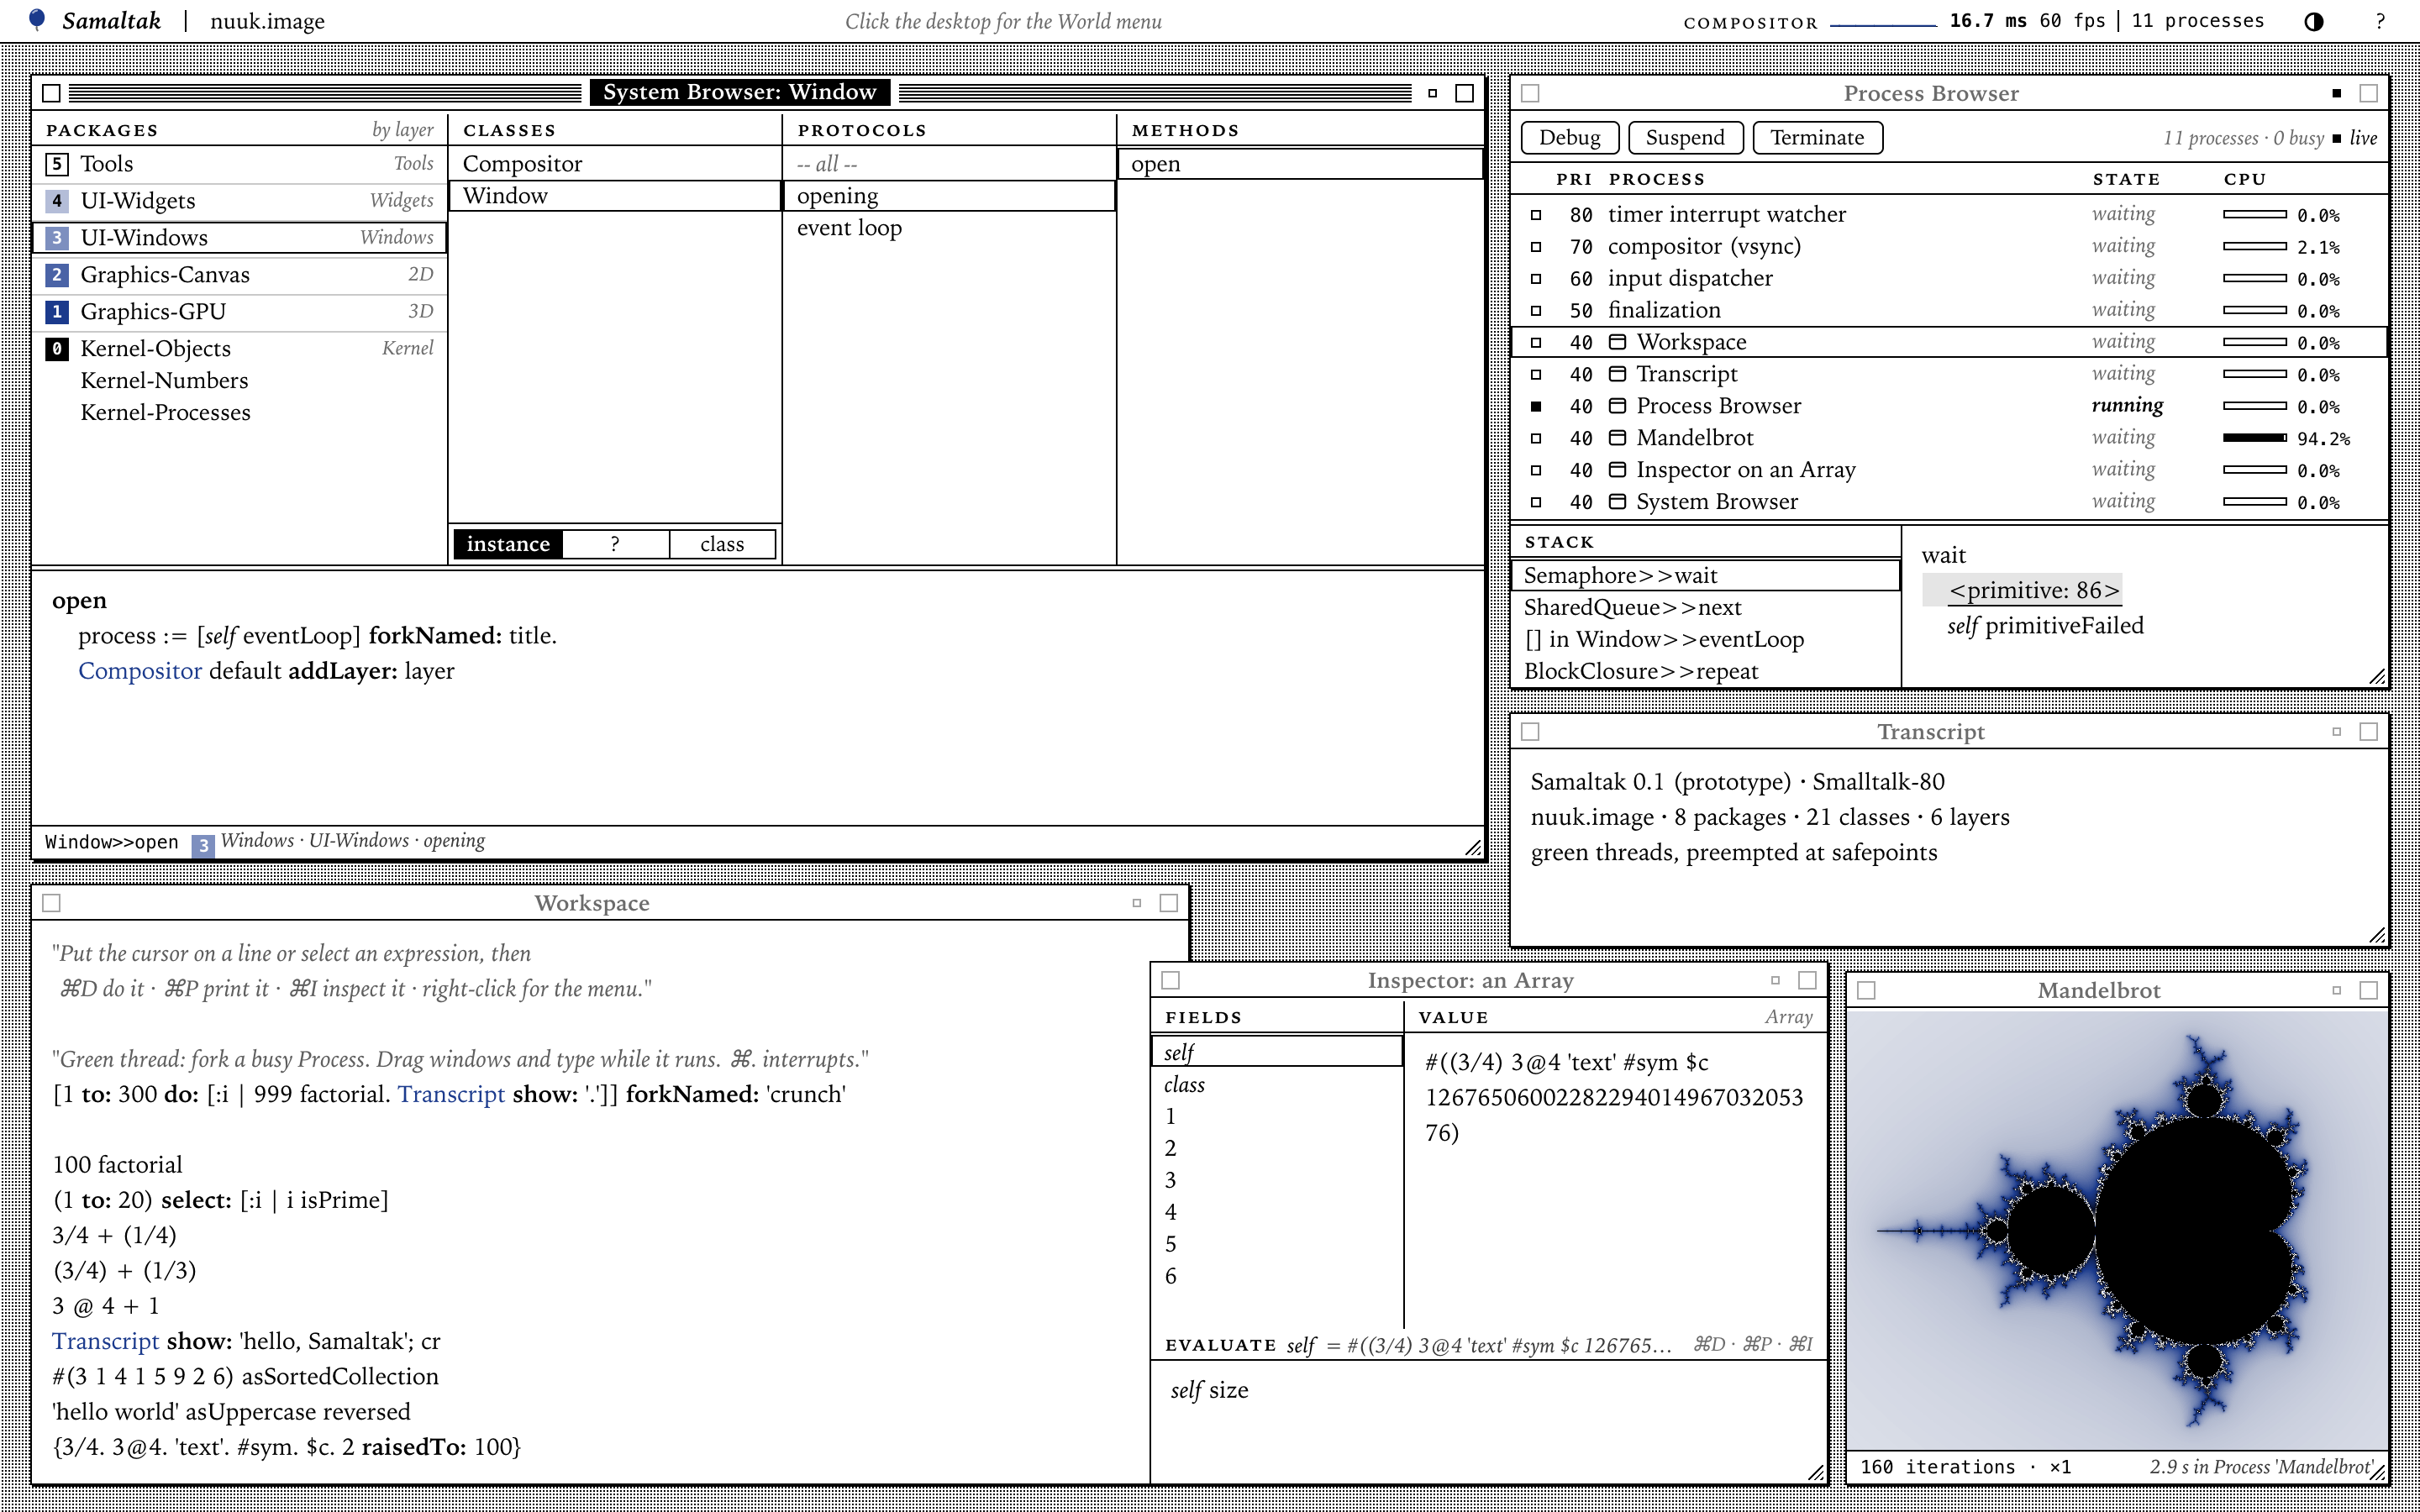 Samaltak | nuuk.image
Click the desktop for the World menu
COMPOSITOR 16.7 ms 60 fps | 11 processes ?
System Browser: Window
PACKAGES by layer
5 Tools Tools
4 UI-Widgets Widgets
3 UI-Windows Windows
2 Graphics-Canvas 2D
1 Graphics-GPU 3D
0 Kernel-Objects Kernel
Kernel-Numbers
Kernel-Processes
CLASSES
Compositor
Window
instance ? class
PROTOCOLS
-- all --
opening
event loop
METHODS
open
open
process := [self eventLoop] forkNamed: title.
Compositor default addLayer: layer
Window>>open 3 Windows · UI-Windows · opening
Process Browser
Debug Suspend Terminate 11 processes · 0 busy ■ live
PRI PROCESS STATE CPU
80 timer interrupt watcher waiting 0.0%
70 compositor (vsync) waiting 2.1%
60 input dispatcher waiting 0.0%
50 finalization waiting 0.0%
40 Workspace waiting 0.0%
40 Transcript waiting 0.0%
40 Process Browser running 0.0%
40 Mandelbrot waiting 94.2%
40 Inspector on an Array waiting 0.0%
40 System Browser waiting 0.0%
STACK
Semaphore>>wait
SharedQueue>>next
[] in Window>>eventLoop
BlockClosure>>repeat
wait
<primitive: 86>
self primitiveFailed
Transcript
Samaltak 0.1 (prototype) · Smalltalk-80
nuuk.image · 8 packages · 21 classes · 6 layers
green threads, preempted at safepoints
Workspace
"Put the cursor on a line or select an expression, then
⌘D do it · ⌘P print it · ⌘I inspect it · right-click for the menu."
"Green thread: fork a busy Process. Drag windows and type while it runs. ⌘. interrupts."
[1 to: 300 do: [:i | 999 factorial. Transcript show: '.']] forkNamed: 'crunch'
100 factorial
(1 to: 20) select: [:i | i isPrime]
3/4 + (1/4)
(3/4) + (1/3)
3 @ 4 + 1
Transcript show: 'hello, Samaltak'; cr
#(3 1 4 1 5 9 2 6) asSortedCollection
'hello world' asUppercase reversed
{3/4. 3@4. 'text'. #sym. $c. 2 raisedTo: 100}
Inspector: an Array
FIELDS
self
class
1
2
3
4
5
6
VALUE Array
#((3/4) 3@4 'text' #sym $c
12676506002282294014967032053
76)
EVALUATE self = #((3/4) 3@4 'text' #sym $c 126765… ⌘D · ⌘P · ⌘I
self size
Mandelbrot
160 iterations · ×1 2.9 s in Process 'Mandelbrot'